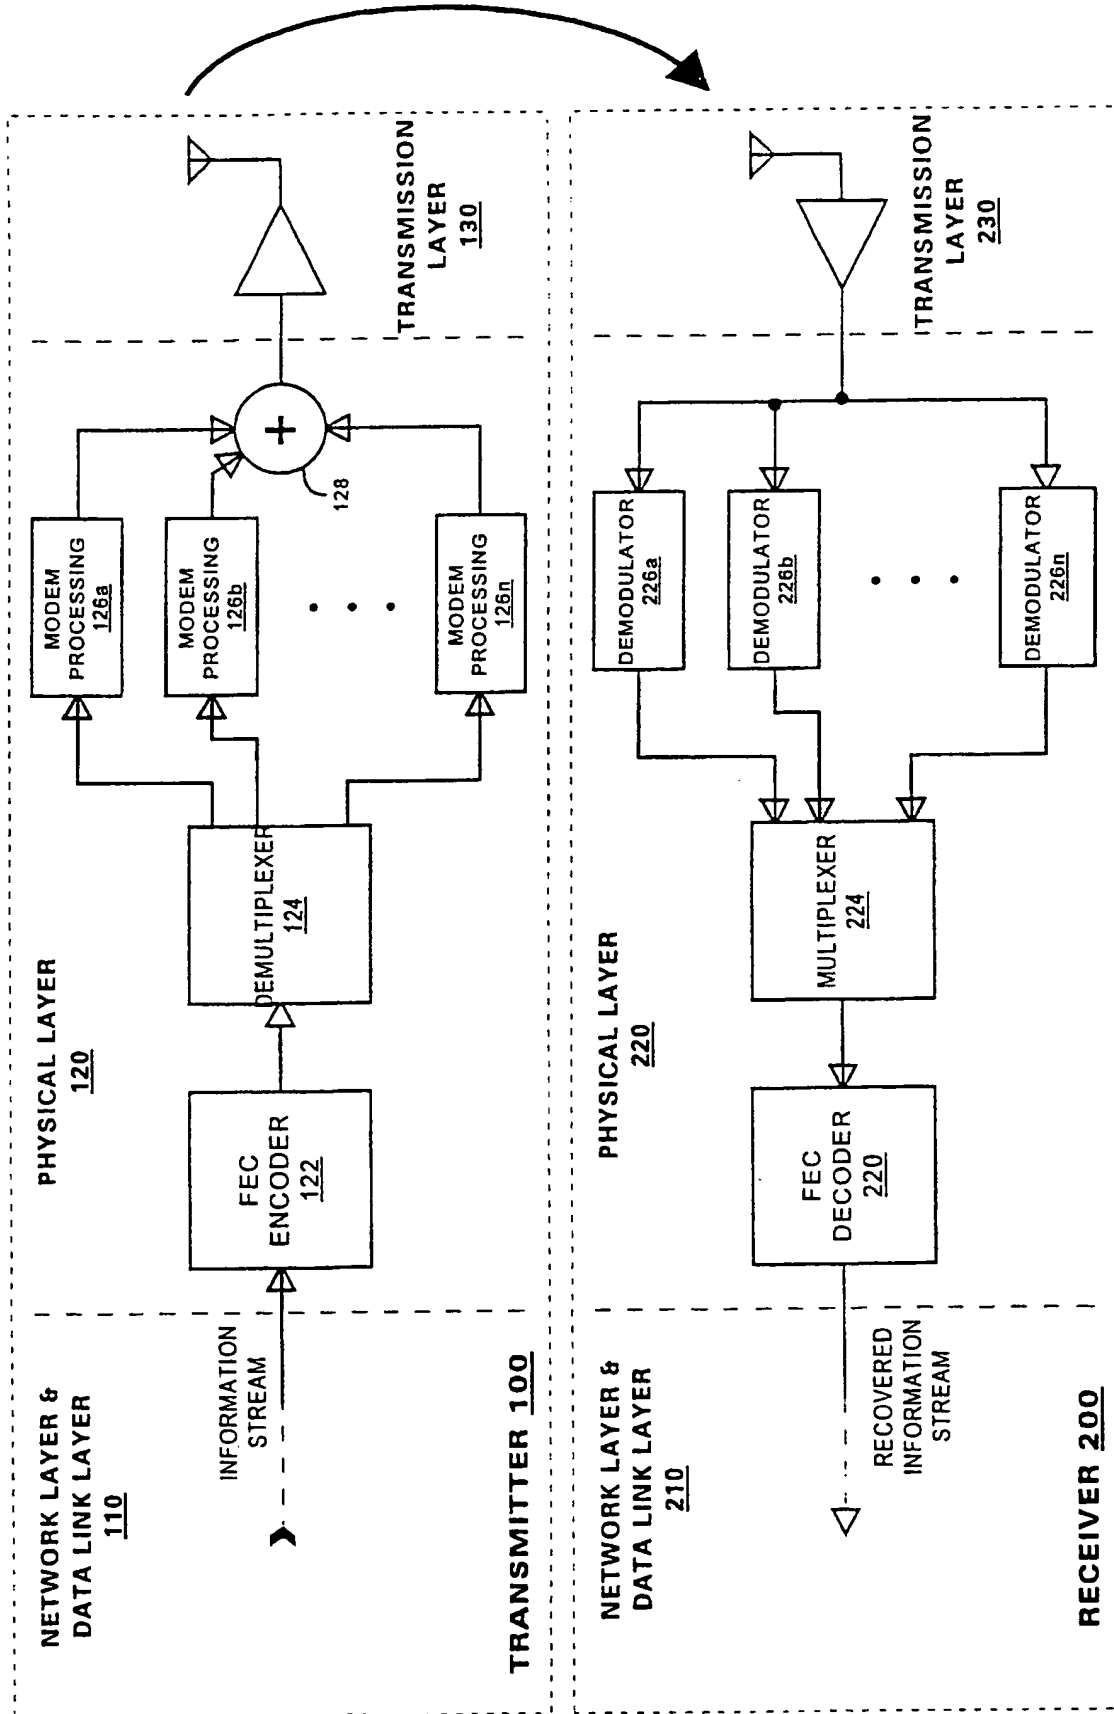 NETWORK LAYER &
DATA LINK LAYER
110
PHYSICAL LAYER
120
TRANSMISSION
LAYER
130
INFORMATION
STREAM
FEC
ENCODER
122
DEMULTIPLEXER
124
MODEM
PROCESSING
126a
MODEM
PROCESSING
126b
• • •
MODEM
PROCESSING
126n
+
128
TRANSMITTER 100
NETWORK LAYER &
DATA LINK LAYER
210
PHYSICAL LAYER
220
TRANSMISSION
LAYER
230
RECOVERED
INFORMATION
STREAM
FEC
DECODER
220
MULTIPLEXER
224
DEMODULATOR
226a
DEMODULATOR
226b
• • •
DEMODULATOR
226n
RECEIVER 200